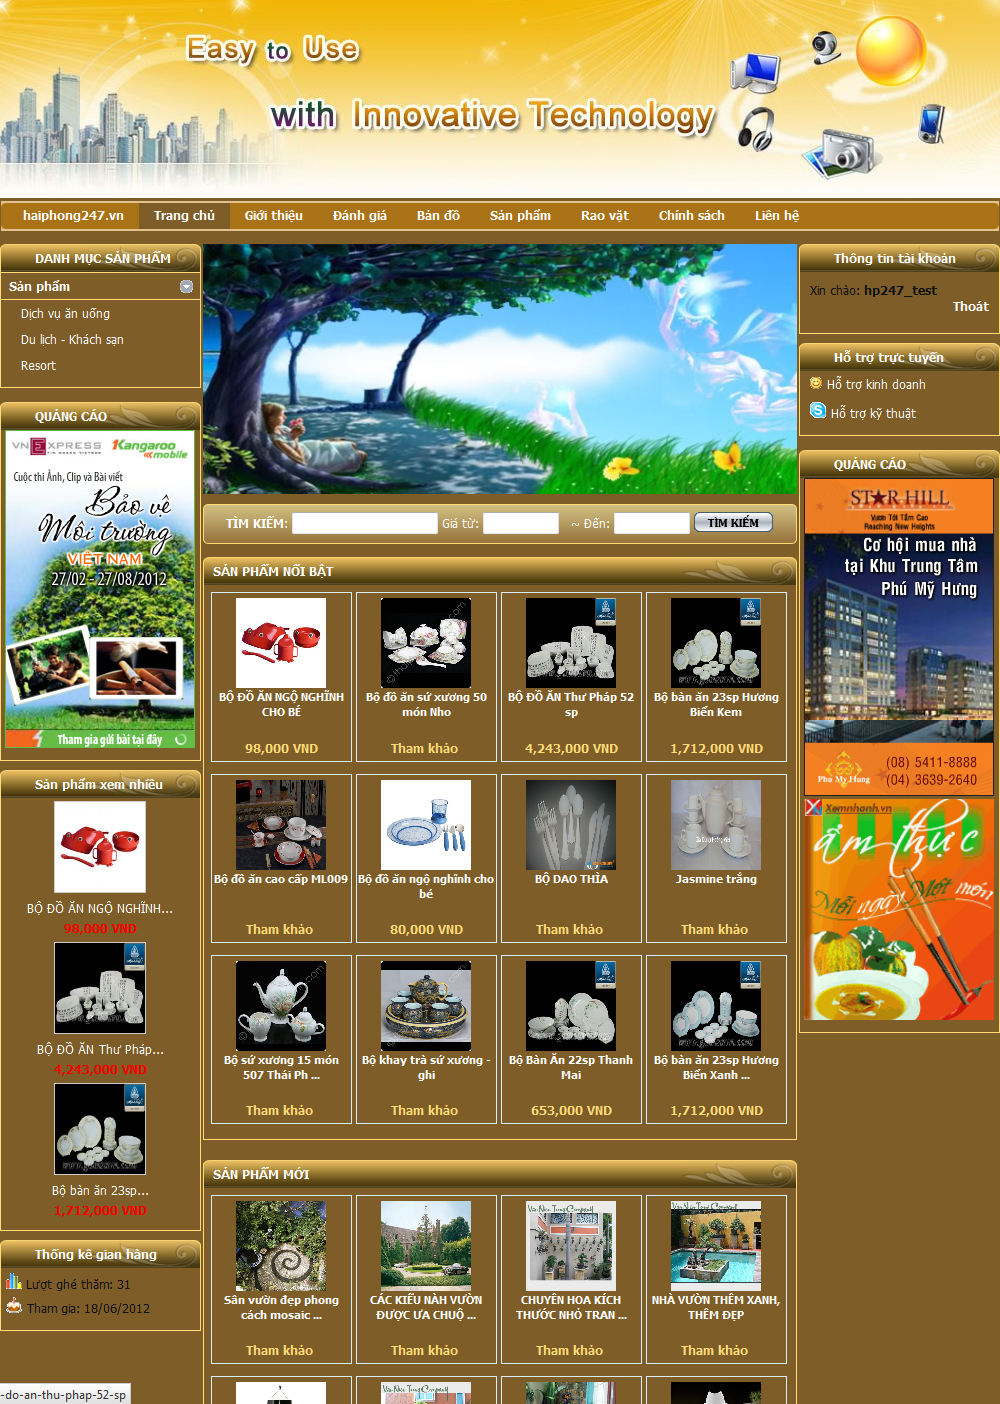 Easy to Use
with Innovative Technology
haiphong247.vn Trang chủ Giới thiệu Đánh giá Bản đồ Sản phẩm Rao vặt Chính sách Liên hệ
DANH MỤC SẢN PHẨM
Sản phẩm
Dịch vụ ăn uống
Du lịch - Khách sạn
Resort
QUẢNG CÁO
VNEXPRESS
Kangaroo
mobile
Cuộc thi Ảnh, Clip và Bài viết
Bảo vệ
Môi trường
VIỆT NAM
27/02 - 27/08/2012
Tham gia gửi bài tại đây
Sản phẩm xem nhiều
BỘ ĐỒ ĂN NGỘ NGHĨNH...
98,000 VND
BỘ ĐỒ ĂN Thư Pháp...
4,243,000 VND
Bộ bàn ăn 23sp...
1,712,000 VND
Thống kê gian hàng
Lượt ghé thăm: 31
Tham gia: 18/06/2012
-do-an-thu-phap-52-sp
TÌM KIẾM: Giá từ: ~ Đến: TÌM KIẾM
SẢN PHẨM NỔI BẬT
BỘ ĐỒ ĂN NGỘ NGHĨNH
CHO BÉ
98,000 VND
Bộ đồ ăn sứ xương 50
món Nho
Tham khảo
BỘ ĐỒ ĂN Thư Pháp 52
sp
4,243,000 VND
Bộ bàn ăn 23sp Hương
Biển Kem
1,712,000 VND
Bộ đồ ăn cao cấp ML009
Tham khảo
Bộ đồ ăn ngộ nghĩnh cho
bé
80,000 VND
BỘ DAO THÌA
Tham khảo
Jasmine trắng
Tham khảo
Bộ sứ xương 15 món
507 Thái Ph ...
Tham khảo
Bộ khay trà sứ xương -
ghi
Tham khảo
Bộ Bàn Ăn 22sp Thanh
Mai
653,000 VND
Bộ bàn ăn 23sp Hương
Biển Xanh ...
1,712,000 VND
SẢN PHẨM MỚI
Sân vườn đẹp phong
cách mosaic ...
Tham khảo
CÁC KIỂU NÀH VƯỜN
ĐƯỢC ƯA CHUỘ ...
Tham khảo
CHUYÊN HOA KÍCH
THƯỚC NHỎ TRAN ...
Tham khảo
NHÀ VƯỜN THÊM XANH,
THÊM ĐẸP
Tham khảo
Thông tin tài khoản
Xin chào: hp247_test
Thoát
Hỗ trợ trực tuyến
Hỗ trợ kinh doanh
Hỗ trợ kỹ thuật
QUẢNG CÁO
STAR HILL
Vươn Tới Tầm Cao
Reaching New Heights
Cơ hội mua nhà
tại Khu Trung Tâm
Phú Mỹ Hưng
Phu My Hung
(08) 5411-8888
(04) 3639-2640
Xemnhanh.vn
ẩm thực
Mỗi ngày Một món